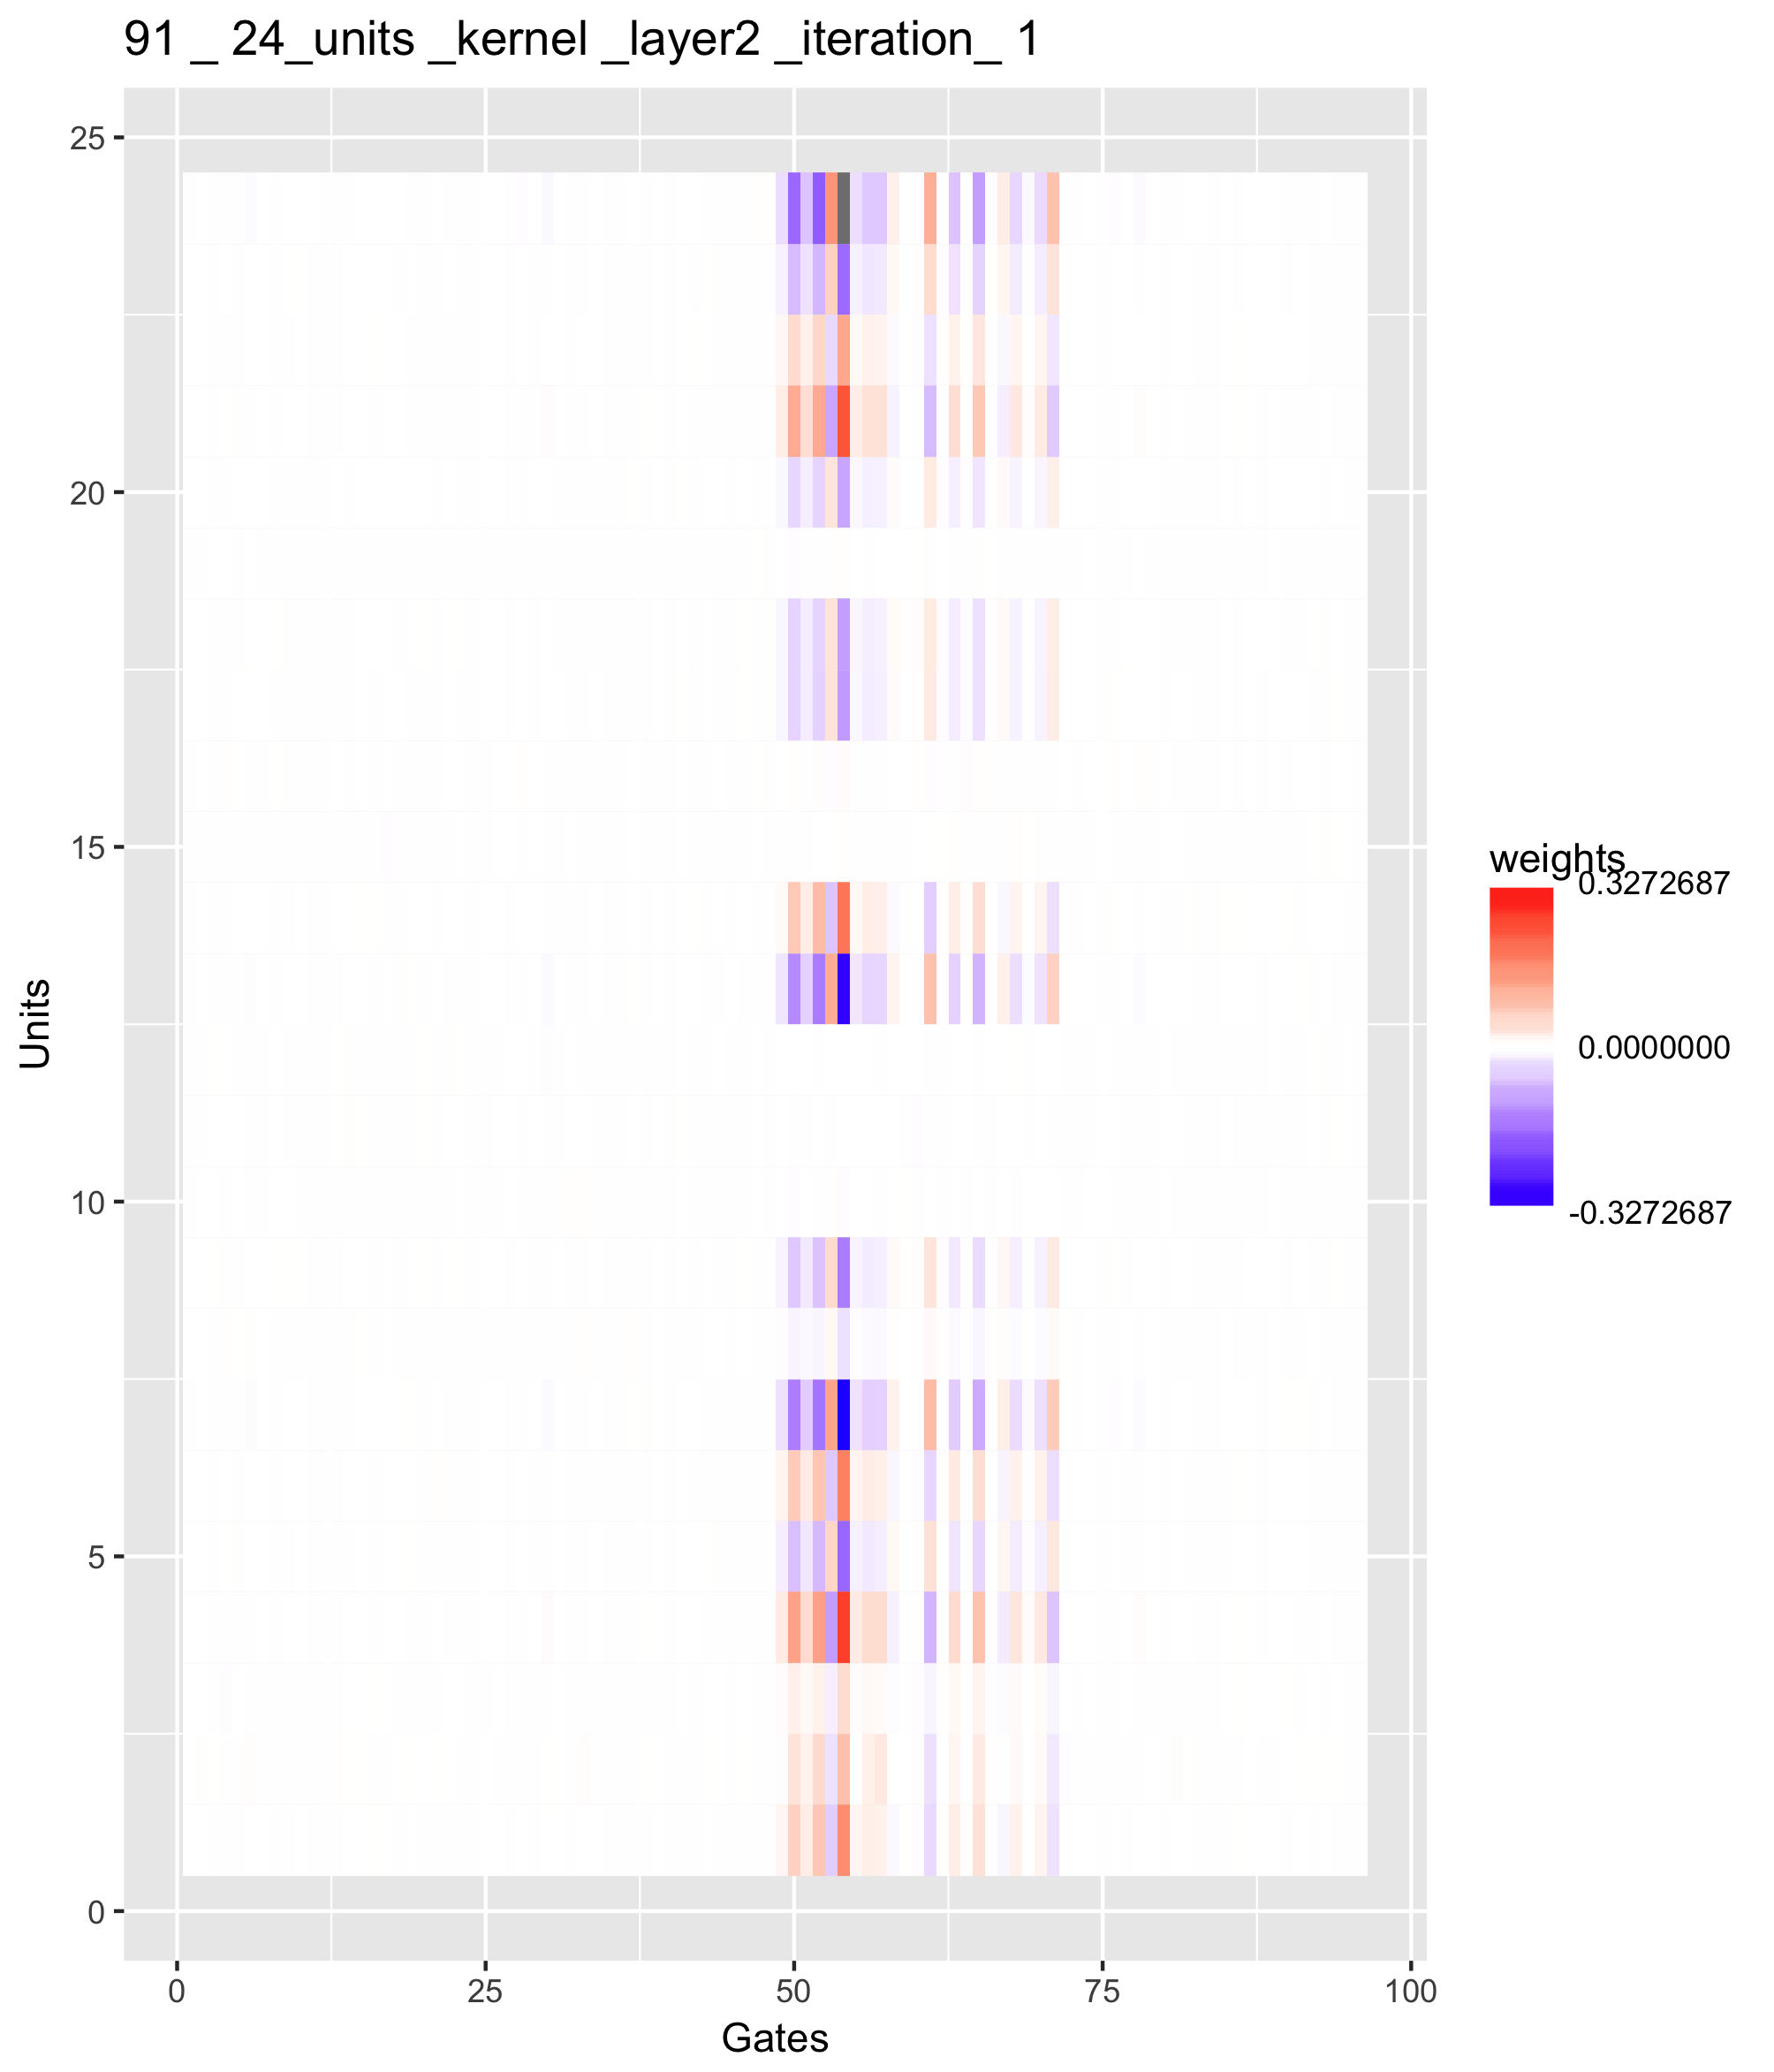 91 _ 24_units _kernel _layer2 _iteration_ 1
25
20
15
10
5
0
Units
0 25 50 75 100
Gates
weights
0.3272687
0.0000000
-0.3272687